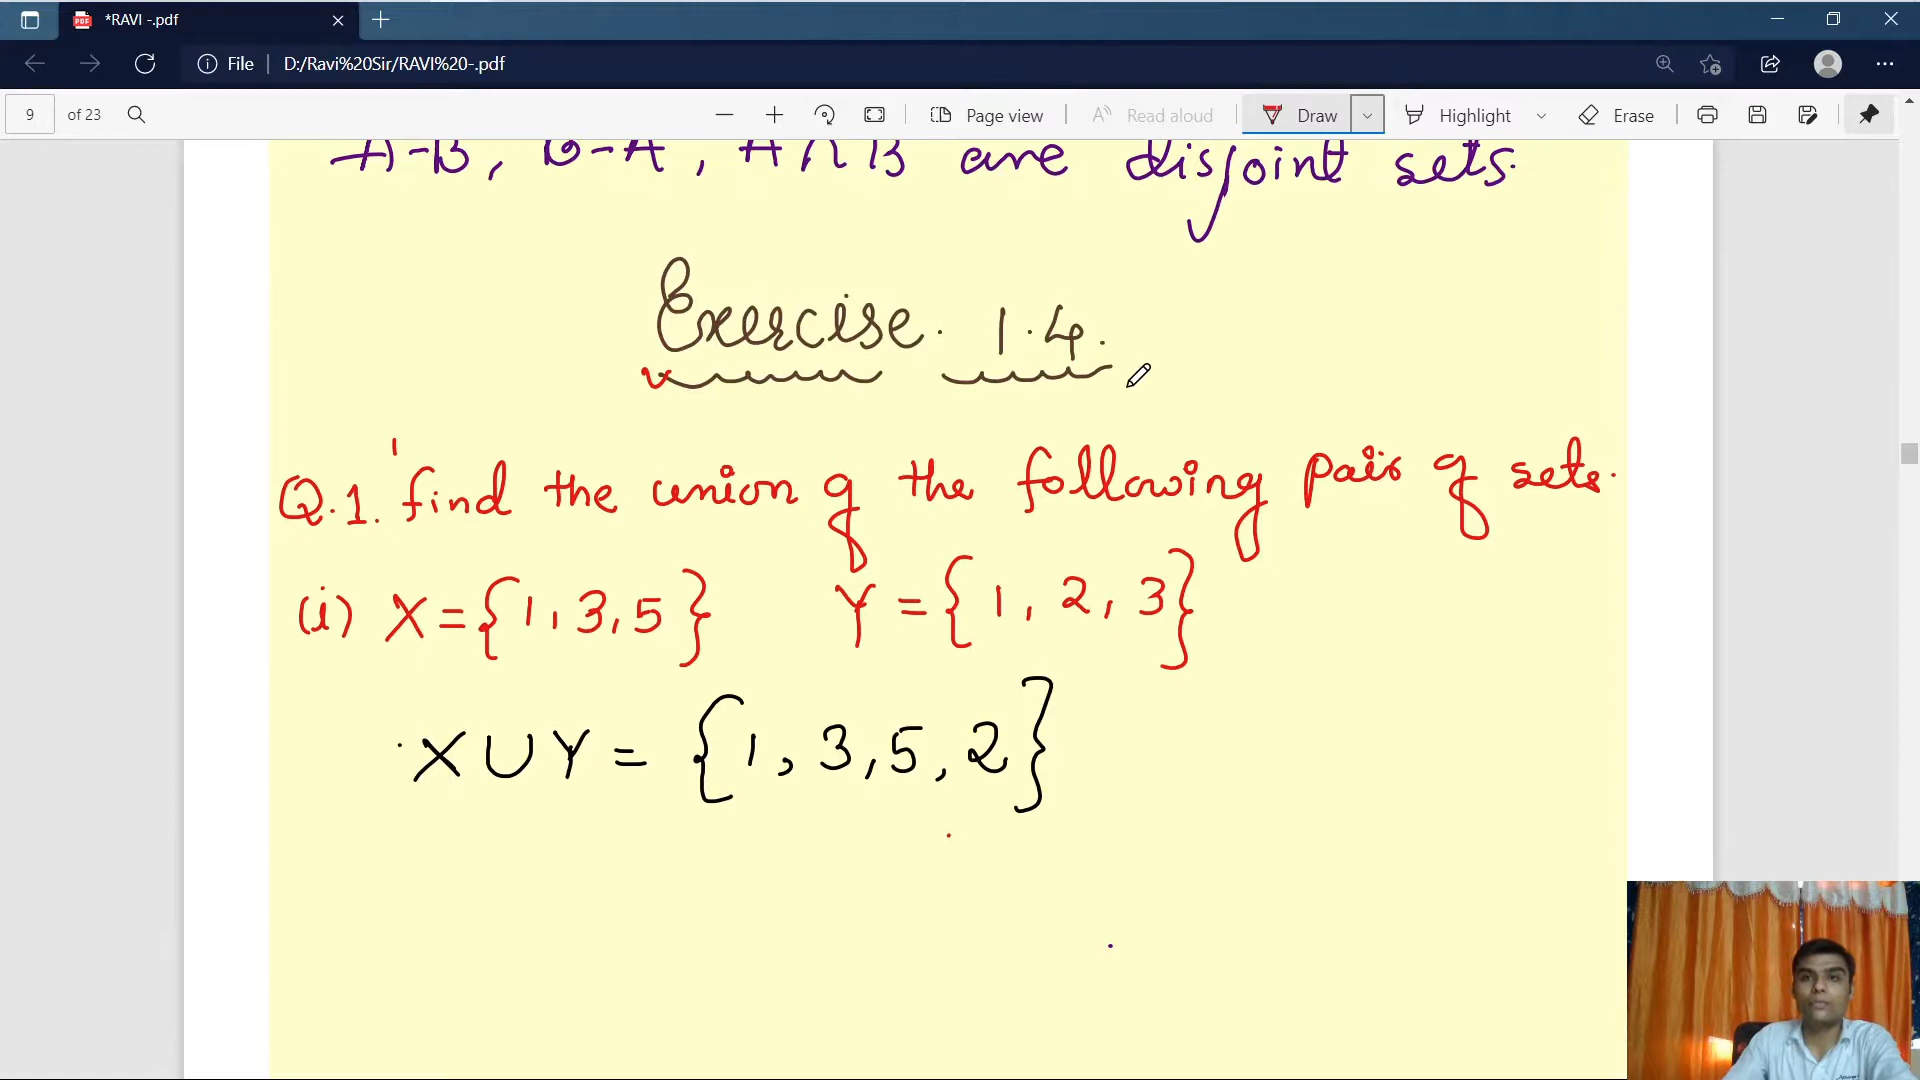 *RAVI -.pdf
File D:/Ravi%20Sir/RAVI%20-.pdf
9 of 23 Page view Read aloud Draw Highlight Erase
A-B, B-A, A∩B are disjoint sets.
Exercise. 1.4.
Q.1. find the union of the following pair of sets.
(i) X={1,3,5} Y={1, 2, 3}
X∪Y= {1, 3,5,2}